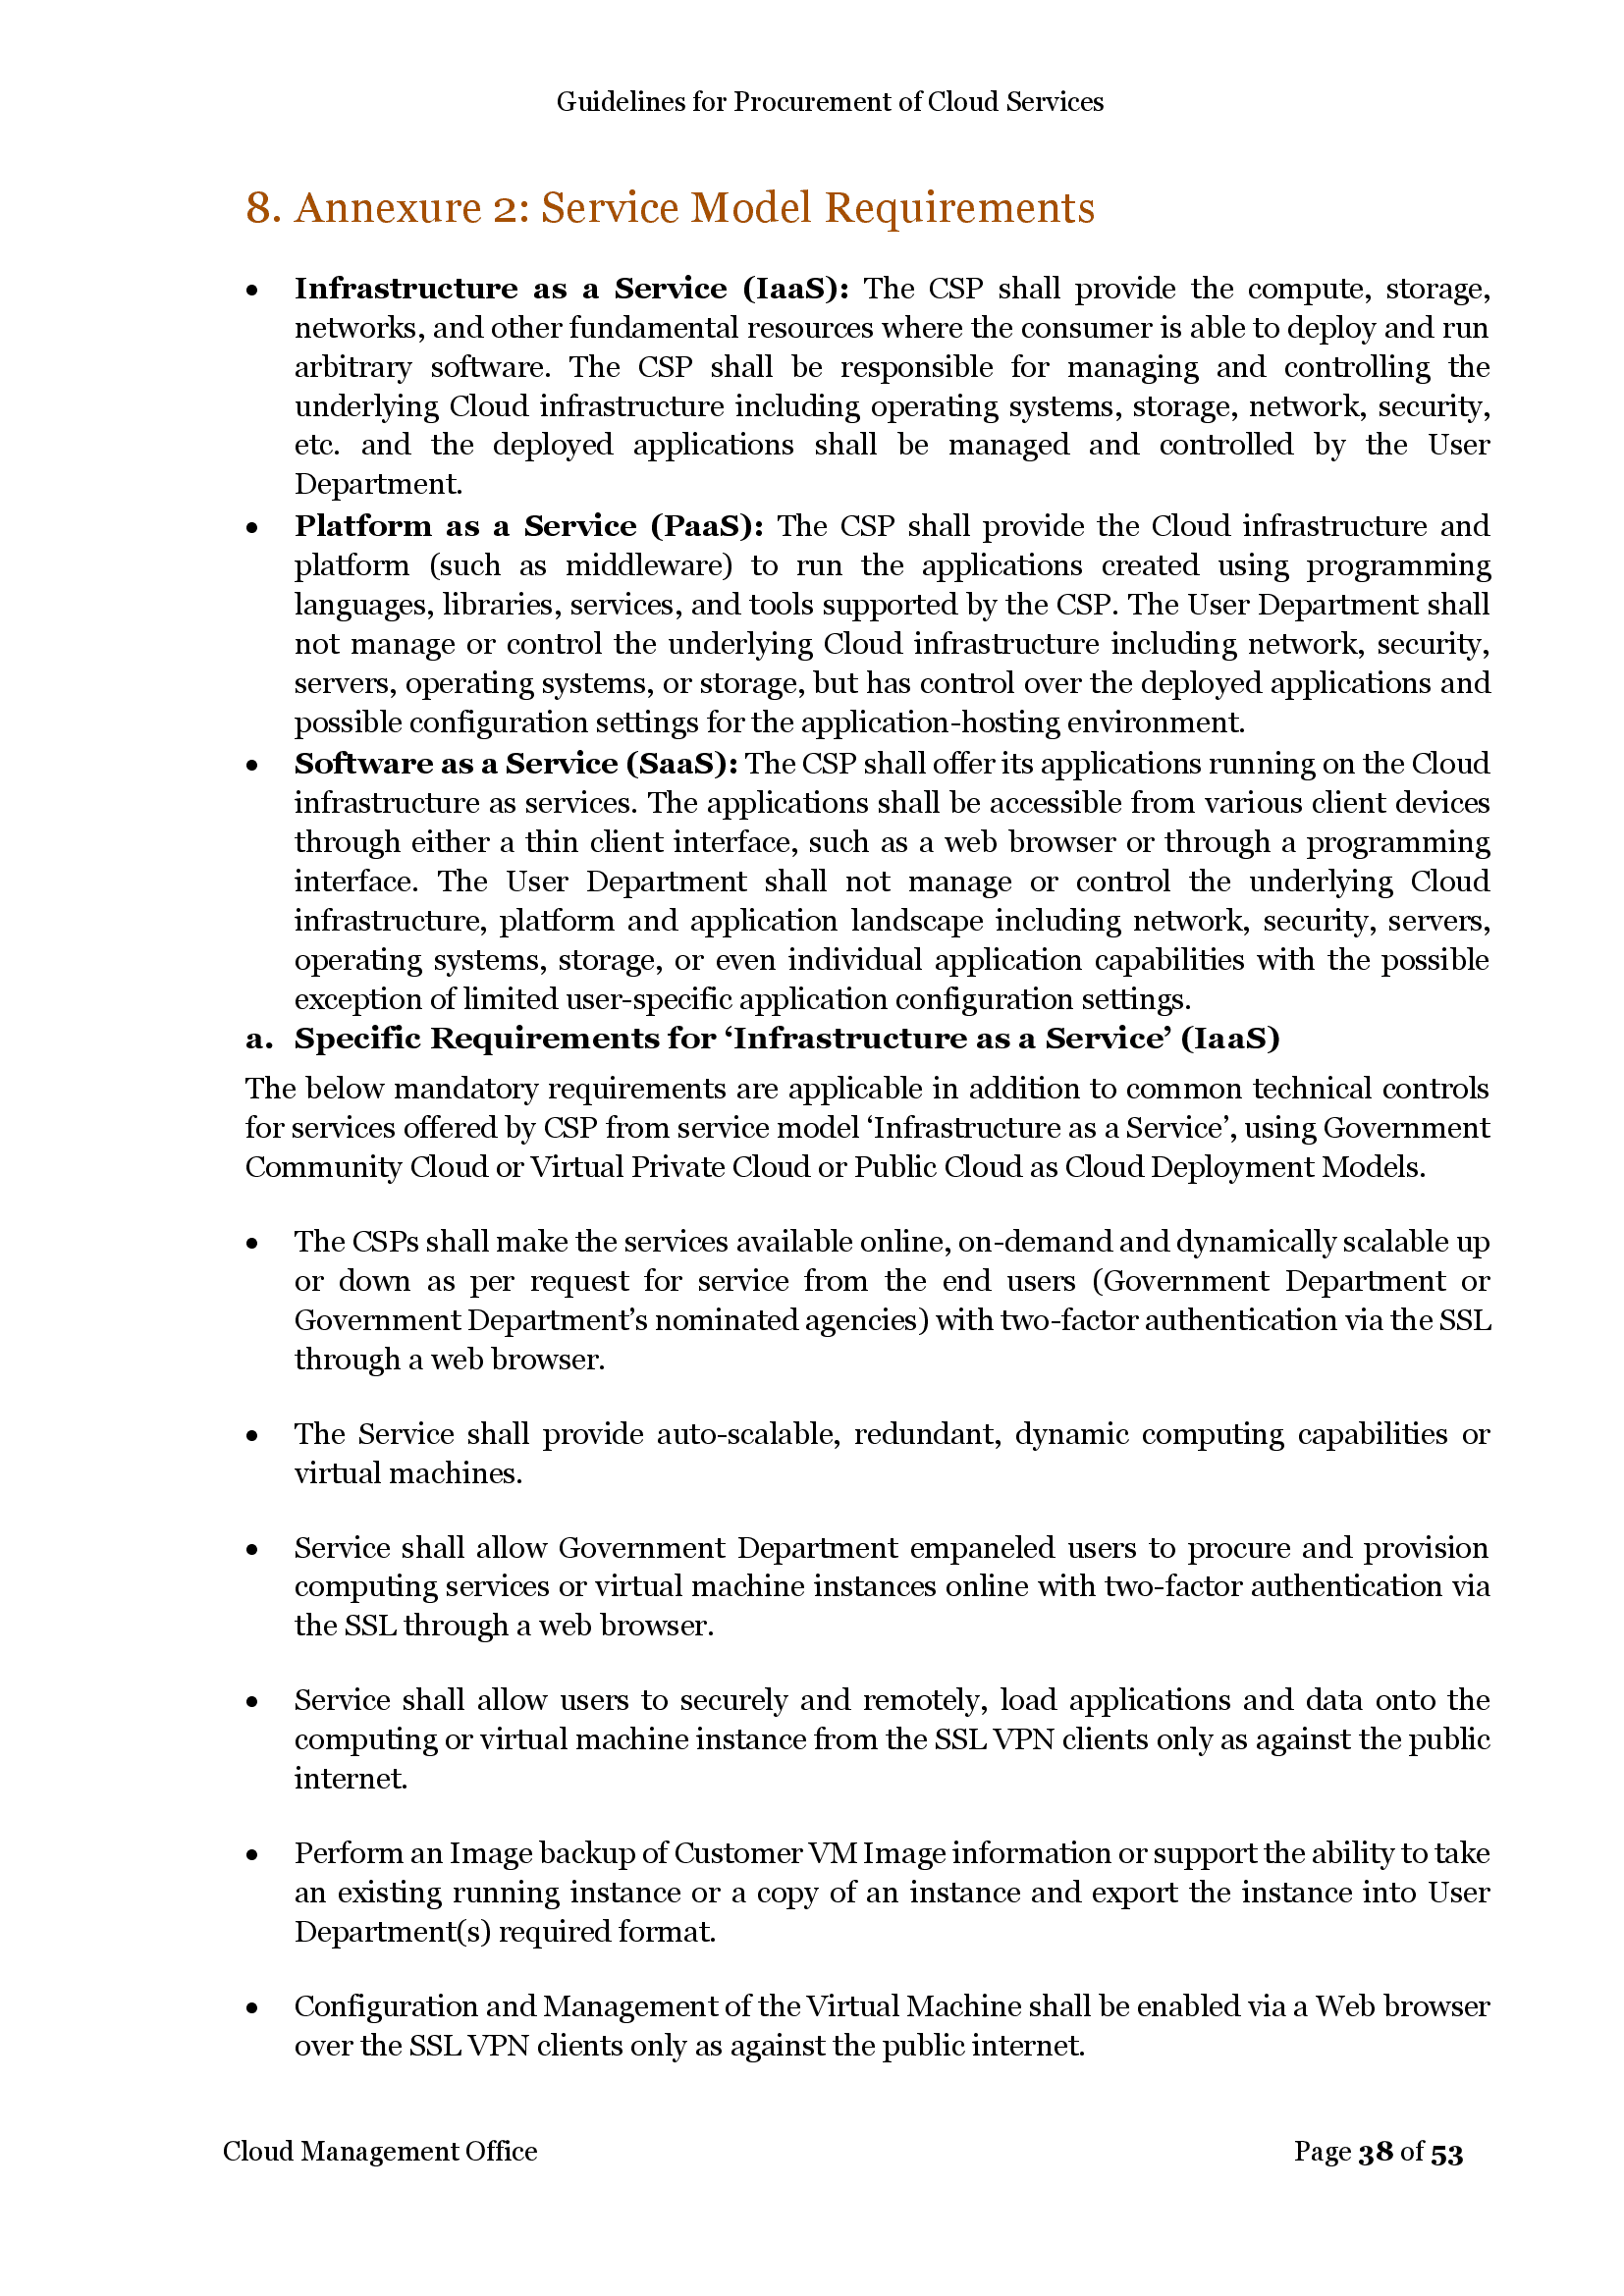 Guidelines for Procurement of Cloud Services
8. Annexure 2: Service Model Requirements
• Infrastructure as a Service (IaaS): The CSP shall provide the compute, storage,
networks, and other fundamental resources where the consumer is able to deploy and run
arbitrary software. The CSP shall be responsible for managing and controlling the
underlying Cloud infrastructure including operating systems, storage, network, security,
etc. and the deployed applications shall be managed and controlled by the User
Department.
• Platform as a Service (PaaS): The CSP shall provide the Cloud infrastructure and
platform (such as middleware) to run the applications created using programming
languages, libraries, services, and tools supported by the CSP. The User Department shall
not manage or control the underlying Cloud infrastructure including network, security,
servers, operating systems, or storage, but has control over the deployed applications and
possible configuration settings for the application-hosting environment.
• Software as a Service (SaaS): The CSP shall offer its applications running on the Cloud
infrastructure as services. The applications shall be accessible from various client devices
through either a thin client interface, such as a web browser or through a programming
interface. The User Department shall not manage or control the underlying Cloud
infrastructure, platform and application landscape including network, security, servers,
operating systems, storage, or even individual application capabilities with the possible
exception of limited user-specific application configuration settings.
a. Specific Requirements for ‘Infrastructure as a Service’ (IaaS)
The below mandatory requirements are applicable in addition to common technical controls
for services offered by CSP from service model ‘Infrastructure as a Service’, using Government
Community Cloud or Virtual Private Cloud or Public Cloud as Cloud Deployment Models.
• The CSPs shall make the services available online, on-demand and dynamically scalable up
or down as per request for service from the end users (Government Department or
Government Department’s nominated agencies) with two-factor authentication via the SSL
through a web browser.
• The Service shall provide auto-scalable, redundant, dynamic computing capabilities or
virtual machines.
• Service shall allow Government Department empaneled users to procure and provision
computing services or virtual machine instances online with two-factor authentication via
the SSL through a web browser.
• Service shall allow users to securely and remotely, load applications and data onto the
computing or virtual machine instance from the SSL VPN clients only as against the public
internet.
• Perform an Image backup of Customer VM Image information or support the ability to take
an existing running instance or a copy of an instance and export the instance into User
Department(s) required format.
• Configuration and Management of the Virtual Machine shall be enabled via a Web browser
over the SSL VPN clients only as against the public internet.
Cloud Management Office Page 38 of 53